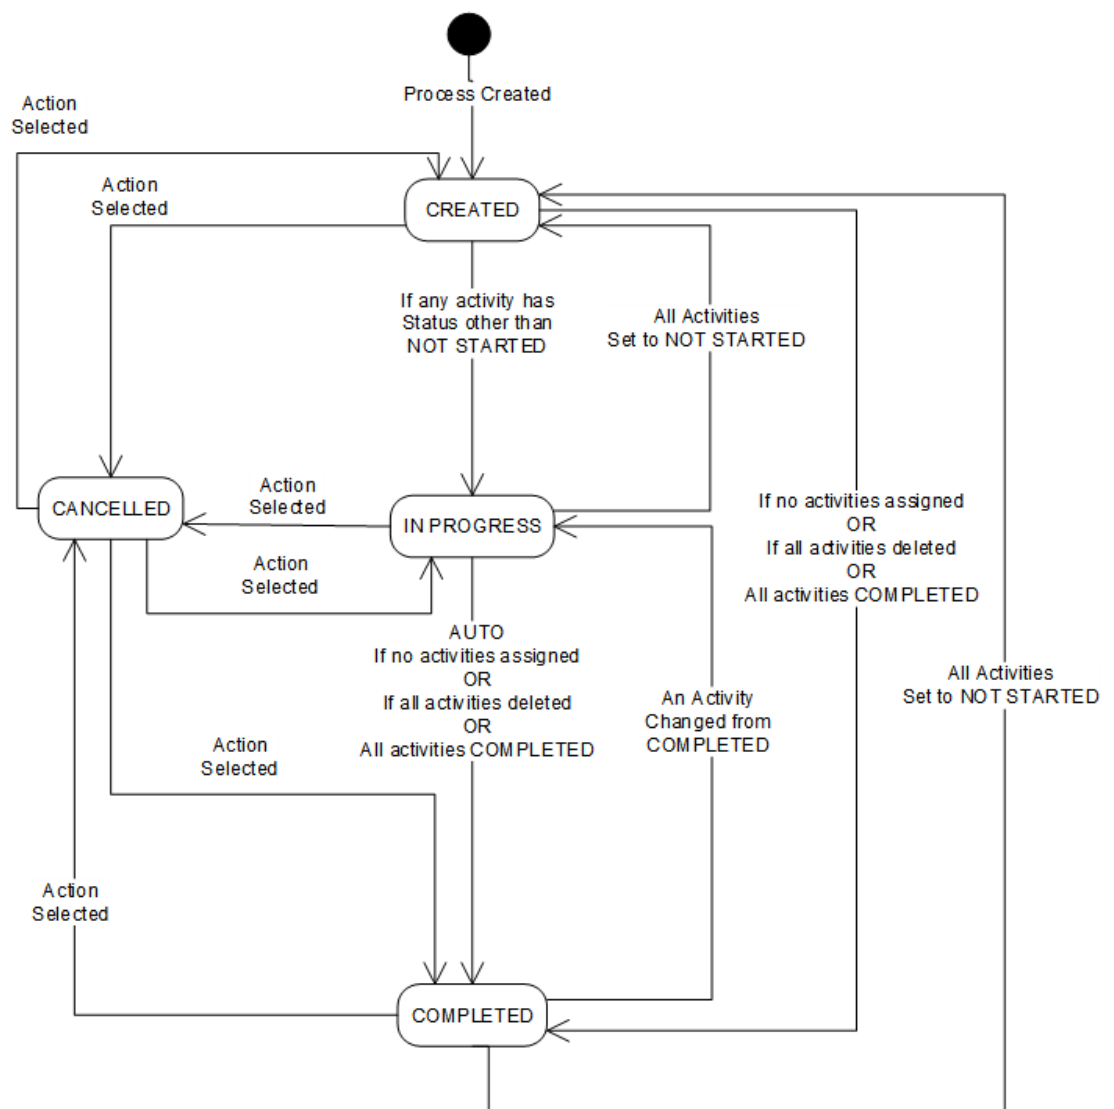 Process Created
Action
Selected
Action
Selected
CREATED
If any activity has
Status other than
NOT STARTED
All Activities
Set to NOT STARTED
CANCELLED
Action
Selected
IN PROGRESS
If no activities assigned
OR
If all activities deleted
OR
All activities COMPLETED
Action
Selected
AUTO
If no activities assigned
OR
If all activities deleted
OR
All activities COMPLETED
An Activity
Changed from
COMPLETED
All Activities
Set to NOT STARTED
Action
Selected
Action
Selected
COMPLETED